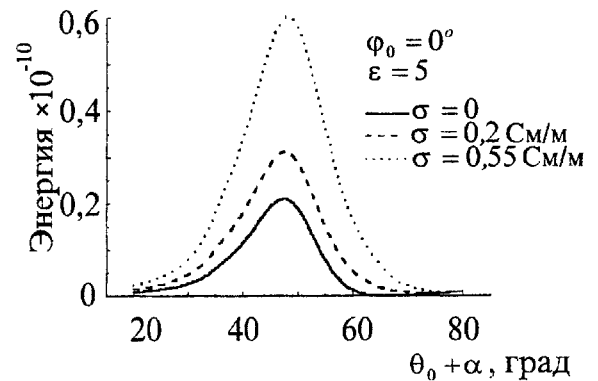 Энергия ×10⁻¹⁰
0,6
0,4
0,2
0
φ₀ = 0°
ε = 5
σ = 0
σ = 0,2 См/м
σ = 0,55 См/м
20 40 60 80
θ₀ + α, град